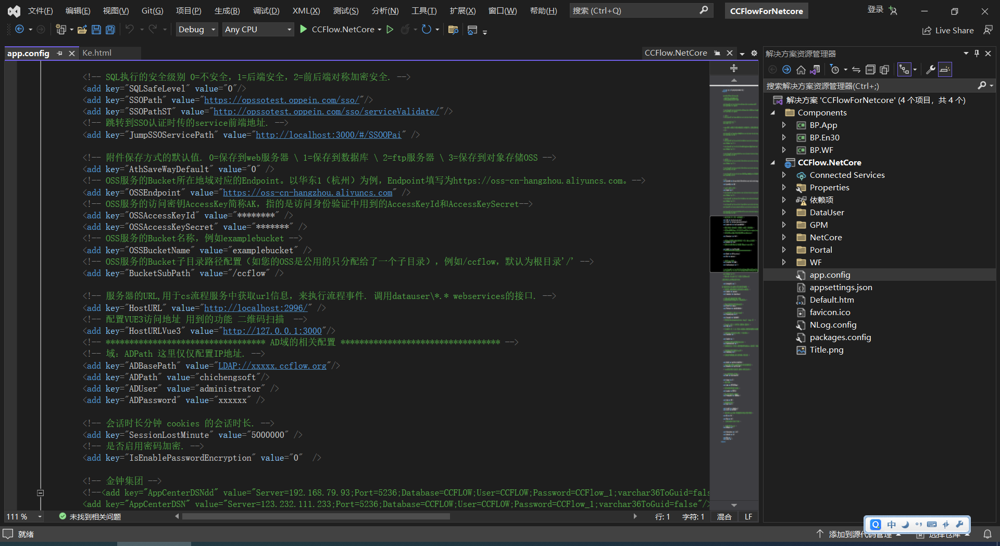 文件(F) 编辑(E) 视图(V) Git(G) 项目(P) 生成(B) 调试(D) XML(X) 测试(S) 分析(N) 工具(T) 扩展(X) 窗口(W) 帮助(H) 搜索 (Ctrl+Q) CCFlowForNetcore 登录
Debug Any CPU CCFlow.NetCore Live Share
app.config Ke.html CCFlow.NetCore
<!-- SQL执行的安全级别 0=不安全，1=后端安全，2=前后端对称加密安全. -->
<add key="SQLSafeLevel" value="0"/>
<add key="SSOPath" value="https://opssotest.oppein.com/sso/"/>
<add key="SSOPathST" value="http://opssotest.oppein.com/sso/serviceValidate/"/>
<!-- 跳转到SSO认证时传的service前端地址. -->
<add key="JumpSSOServicePath" value="http://localhost:3000/#/SSOOPai" />
<!-- 附件保存方式的默认值. 0=保存到web服务器 \ 1=保存到数据库 \ 2=ftp服务器 \ 3=保存到对象存储OSS -->
<add key="AthSaveWayDefault" value="0" />
<!-- OSS服务的Bucket所在地域对应的Endpoint。以华东1（杭州）为例，Endpoint填写为https://oss-cn-hangzhou.aliyuncs.com。-->
<add key="OSSEndpoint" value="https://oss-cn-hangzhou.aliyuncs.com" />
<!-- OSS服务的访问密钥AccessKey简称AK，指的是访问身份验证中用到的AccessKeyId和AccessKeySecret-->
<add key="OSSAccessKeyId" value="********" />
<add key="OSSAccessKeySecret" value="*******" />
<!-- OSS服务的Bucket名称，例如examplebucket -->
<add key="OSSBucketName" value="examplebucket" />
<!-- OSS服务的Bucket子目录路径配置（如您的OSS是公用的只分配给了一个子目录），例如/ccflow，默认为根目录'/' -->
<add key="BucketSubPath" value="/ccflow" />
<!-- 服务器的URL,用于cs流程服务中获取url信息，来执行流程事件. 调用datauser\*.* webservices的接口. -->
<add key="HostURL" value="http://localhost:2996/" />
<!-- 配置VUE3访问地址 用到的功能 二维码扫描  -->
<add key="HostURLVue3" value="http://127.0.0.1:3000"/>
<!-- ********************************** AD域的相关配置 ********************************** -->
<!-- 域：ADPath 这里仅仅配置IP地址. -->
<add key="ADBasePath" value="LDAP://xxxxx.ccflow.org"/>
<add key="ADPath" value="chichengsoft"/>
<add key="ADUser" value="administrator" />
<add key="ADPassword" value="xxxxxx" />
<!-- 会话时长分钟 cookies 的会话时长. -->
<add key="SessionLostMinute" value="5000000" />
<!-- 是否启用密码加密. -->
<add key="IsEnablePasswordEncryption" value="0"  />
<!-- 金钟集团 -->
<!--<add key="AppCenterDSNdd" value="Server=192.168.79.93;Port=5236;Database=CCFLOW;User=CCFLOW;Password=CCFlow_1;varchar36ToGuid=fals
<add key="AppCenterDSN" value="Server=123.232.111.233;Port=5236;Database=CCFLOW;User=CCFLOW;Password=CCFlow_1;varchar36ToGuid=false"/>
111 % 未找到相关问题 行: 1 字符: 1 混合 LF
解决方案资源管理器
搜索解决方案资源管理器(Ctrl+;)
解决方案 'CCFlowForNetcore' (4 个项目，共 4 个)
Components
BP.App
BP.En30
BP.WF
CCFlow.NetCore
Connected Services
Properties
依赖项
DataUser
GPM
NetCore
Portal
WF
app.config
appsettings.json
Default.htm
favicon.ico
NLog.config
packages.config
Title.png
中
就绪 添加到源代码管理 选择仓库